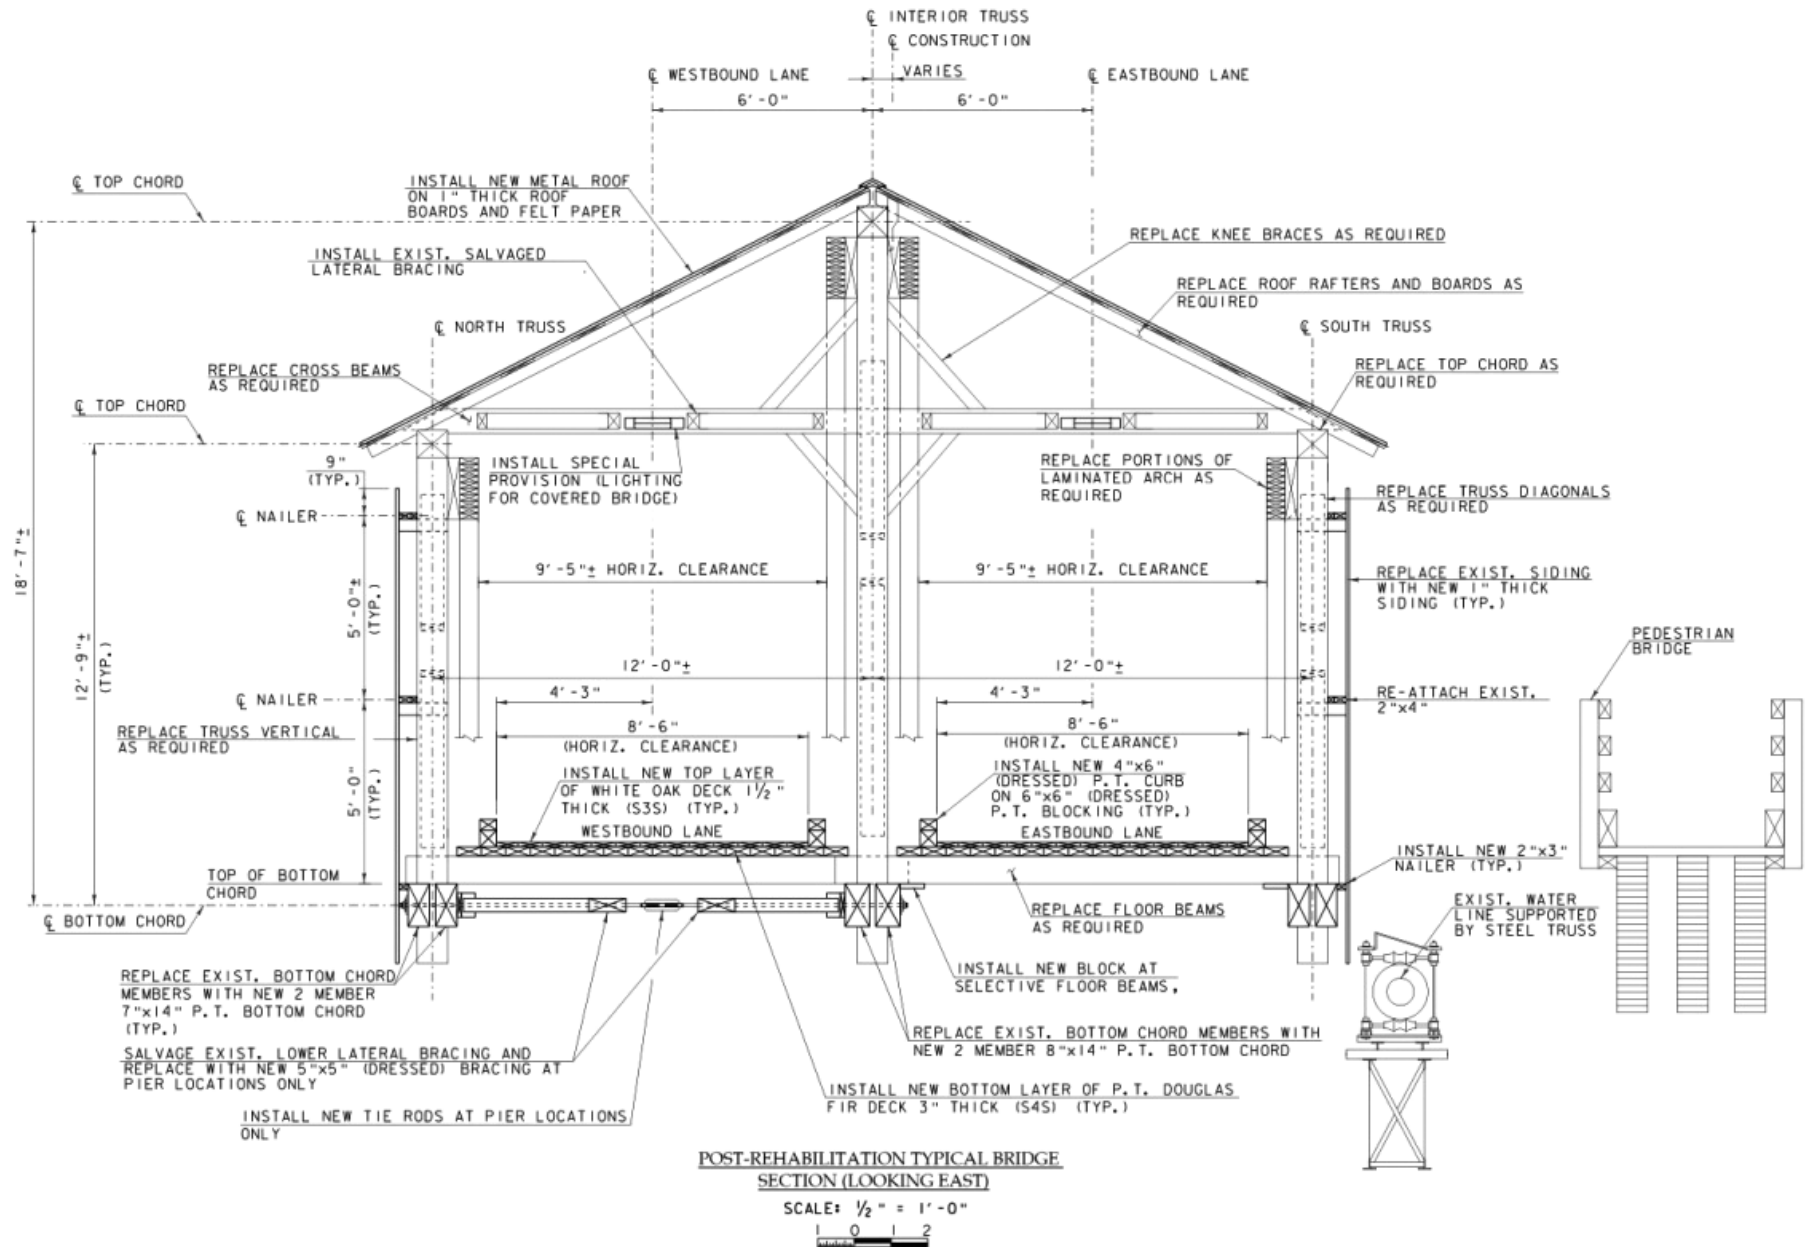 ℄ INTERIOR TRUSS
℄ CONSTRUCTION
VARIES
℄ WESTBOUND LANE
℄ EASTBOUND LANE
6'-0"
6'-0"
℄ TOP CHORD
INSTALL NEW METAL ROOF
ON 1" THICK ROOF
BOARDS AND FELT PAPER
REPLACE KNEE BRACES AS REQUIRED
INSTALL EXIST. SALVAGED
LATERAL BRACING
REPLACE ROOF RAFTERS AND BOARDS AS
REQUIRED
℄ NORTH TRUSS
℄ SOUTH TRUSS
REPLACE CROSS BEAMS
AS REQUIRED
REPLACE TOP CHORD AS
REQUIRED
℄ TOP CHORD
9"
(TYP.)
INSTALL SPECIAL
PROVISION (LIGHTING
FOR COVERED BRIDGE)
REPLACE PORTIONS OF
LAMINATED ARCH AS
REQUIRED
REPLACE TRUSS DIAGONALS
AS REQUIRED
℄ NAILER
18'-7"±
9'-5"± HORIZ. CLEARANCE
9'-5"± HORIZ. CLEARANCE
REPLACE EXIST. SIDING
WITH NEW 1" THICK
SIDING (TYP.)
5'-0"±
(TYP.)
12'-9"±
(TYP.)
PEDESTRIAN
BRIDGE
12'-0"±
12'-0"±
℄ NAILER
4'-3"
4'-3"
RE-ATTACH EXIST.
2"x4"
REPLACE TRUSS VERTICAL
AS REQUIRED
8'-6"
(HORIZ. CLEARANCE)
8'-6"
(HORIZ. CLEARANCE)
5'-0"
(TYP.)
INSTALL NEW TOP LAYER
OF WHITE OAK DECK 1½"
THICK (S3S) (TYP.)
INSTALL NEW 4"x6"
(DRESSED) P.T. CURB
ON 6"x6" (DRESSED)
P.T. BLOCKING (TYP.)
WESTBOUND LANE
EASTBOUND LANE
INSTALL NEW 2"x3"
NAILER (TYP.)
TOP OF BOTTOM
CHORD
℄ BOTTOM CHORD
REPLACE FLOOR BEAMS
AS REQUIRED
EXIST. WATER
LINE SUPPORTED
BY STEEL TRUSS
REPLACE EXIST. BOTTOM CHORD
MEMBERS WITH NEW 2 MEMBER
7"x14" P.T. BOTTOM CHORD
(TYP.)
INSTALL NEW BLOCK AT
SELECTIVE FLOOR BEAMS,
REPLACE EXIST. BOTTOM CHORD MEMBERS WITH
NEW 2 MEMBER 8"x14" P.T. BOTTOM CHORD
SALVAGE EXIST. LOWER LATERAL BRACING AND
REPLACE WITH NEW 5"x5" (DRESSED) BRACING AT
PIER LOCATIONS ONLY
INSTALL NEW BOTTOM LAYER OF P.T. DOUGLAS
FIR DECK 3" THICK (S4S) (TYP.)
INSTALL NEW TIE RODS AT PIER LOCATIONS
ONLY
POST-REHABILITATION TYPICAL BRIDGE
SECTION (LOOKING EAST)
SCALE: ½" = 1'-0"
1 0 1 2